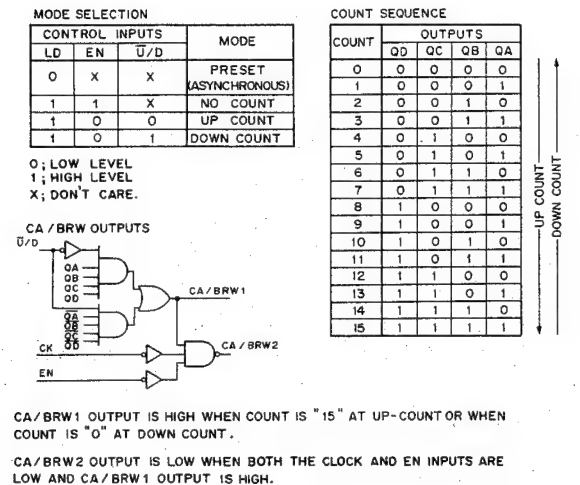 MODE SELECTION
CONTROL INPUTS MODE
LD EN U̅/D
0 X X PRESET (ASYNCHRONOUS)
1 1 X NO COUNT
1 0 0 UP COUNT
1 0 1 DOWN COUNT
0; LOW LEVEL
1; HIGH LEVEL
X; DON'T CARE.
CA/BRW OUTPUTS
U̅/D
QA
QB
QC
QD
Q̅A̅
Q̅B̅
Q̅C̅
Q̅D̅
CA/BRW1
CK
CA/BRW2
EN
COUNT SEQUENCE
COUNT OUTPUTS
QD QC QB QA
0 0 0 0 0
1 0 0 0 1
2 0 0 1 0
3 0 0 1 1
4 0 1 0 0
5 0 1 0 1
6 0 1 1 0
7 0 1 1 1
8 1 0 0 0
9 1 0 0 1
10 1 0 1 0
11 1 0 1 1
12 1 1 0 0
13 1 1 0 1
14 1 1 1 0
15 1 1 1 1
UP COUNT
DOWN COUNT
CA/BRW1 OUTPUT IS HIGH WHEN COUNT IS "15" AT UP-COUNT OR WHEN
COUNT IS "0" AT DOWN COUNT.
CA/BRW2 OUTPUT IS LOW WHEN BOTH THE CLOCK AND EN INPUTS ARE
LOW AND CA/BRW1 OUTPUT IS HIGH.